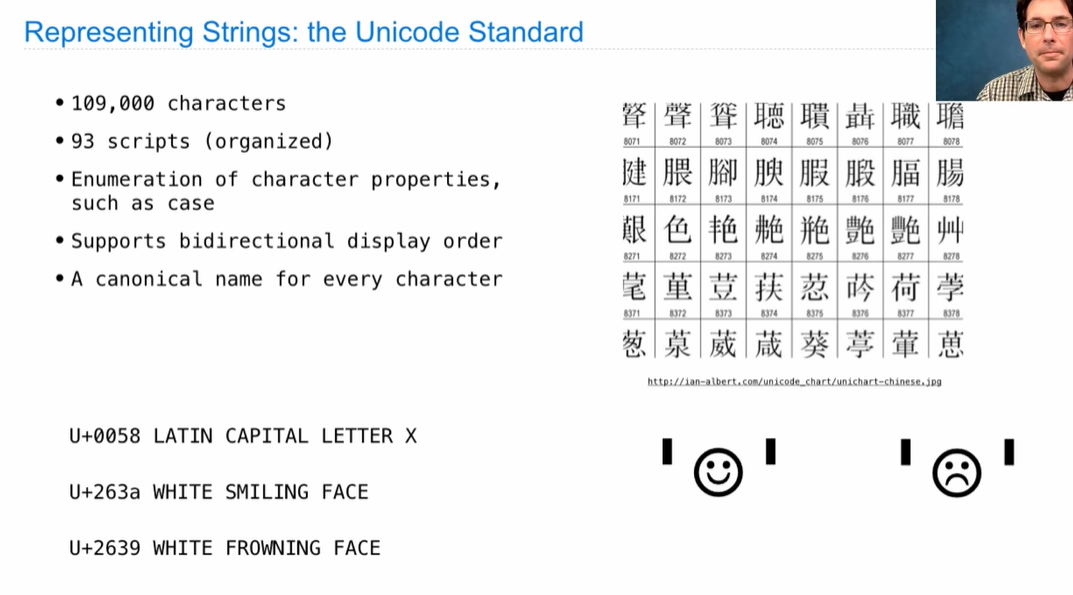 Representing Strings: the Unicode Standard
• 109,000 characters
• 93 scripts (organized)
• Enumeration of character properties,
such as case
• Supports bidirectional display order
• A canonical name for every character
U+0058 LATIN CAPITAL LETTER X
U+263a WHITE SMILING FACE
U+2639 WHITE FROWNING FACE
聲 聳 聴 聵 聶 職 聸
8071 8072 8073 8074 8075 8076 8077 8078
腱 腲 腳 腴 腵 腶 腷 腸
8171 8172 8173 8174 8175 8176 8177 8178
艱 色 艳 艴 艵 艶 艷 艸
8271 8272 8273 8274 8275 8276 8277 8278
荱 荲 荳 荴 荵 荶 荷 荸
8371 8372 8373 8374 8375 8376 8377 8378
葱 葲 葳 葴 葵 葶 葷 葸
http://ian-albert.com/unicode_chart/unichart-chinese.jpg
'☺' '☹'